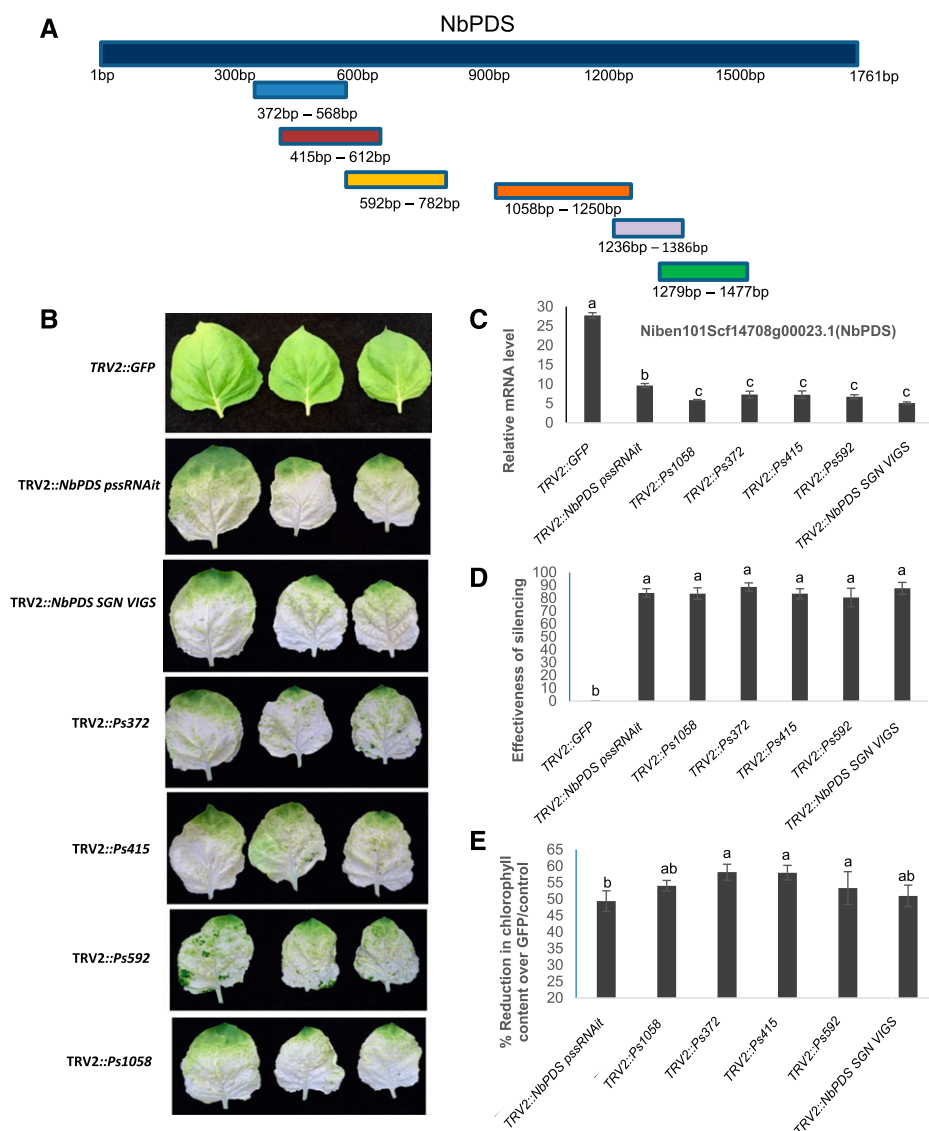 A
NbPDS
1bp 300bp 600bp 900bp 1200bp 1500bp 1761bp
372bp – 568bp
415bp – 612bp
592bp – 782bp
1058bp – 1250bp
1236bp – 1386bp
1279bp – 1477bp
B
TRV2::GFP
TRV2::NbPDS pssRNAit
TRV2::NbPDS SGN VIGS
TRV2::Ps372
TRV2::Ps415
TRV2::Ps592
TRV2::Ps1058
C
Niben101Scf14708g00023.1(NbPDS)
Relative mRNA level
30
25
20
15
10
5
0
a b c c c c c
TRV2::GFP
TRV2::NbPDS pssRNAit
TRV2::Ps1058
TRV2::Ps372
TRV2::Ps415
TRV2::Ps592
TRV2::NbPDS SGN VIGS
D
Effectiveness of silencing
100
90
80
70
60
50
40
30
20
10
0
b a a a a a a
TRV2::GFP
TRV2::NbPDS pssRNAit
TRV2::Ps1058
TRV2::Ps372
TRV2::Ps415
TRV2::Ps592
TRV2::NbPDS SGN VIGS
E
% Reduction in chlorophyll
content over GFP/control
65
60
55
50
45
40
35
30
25
20
b ab a a a ab
TRV2::NbPDS pssRNAit
TRV2::Ps1058
TRV2::Ps372
TRV2::Ps415
TRV2::Ps592
TRV2::NbPDS SGN VIGS